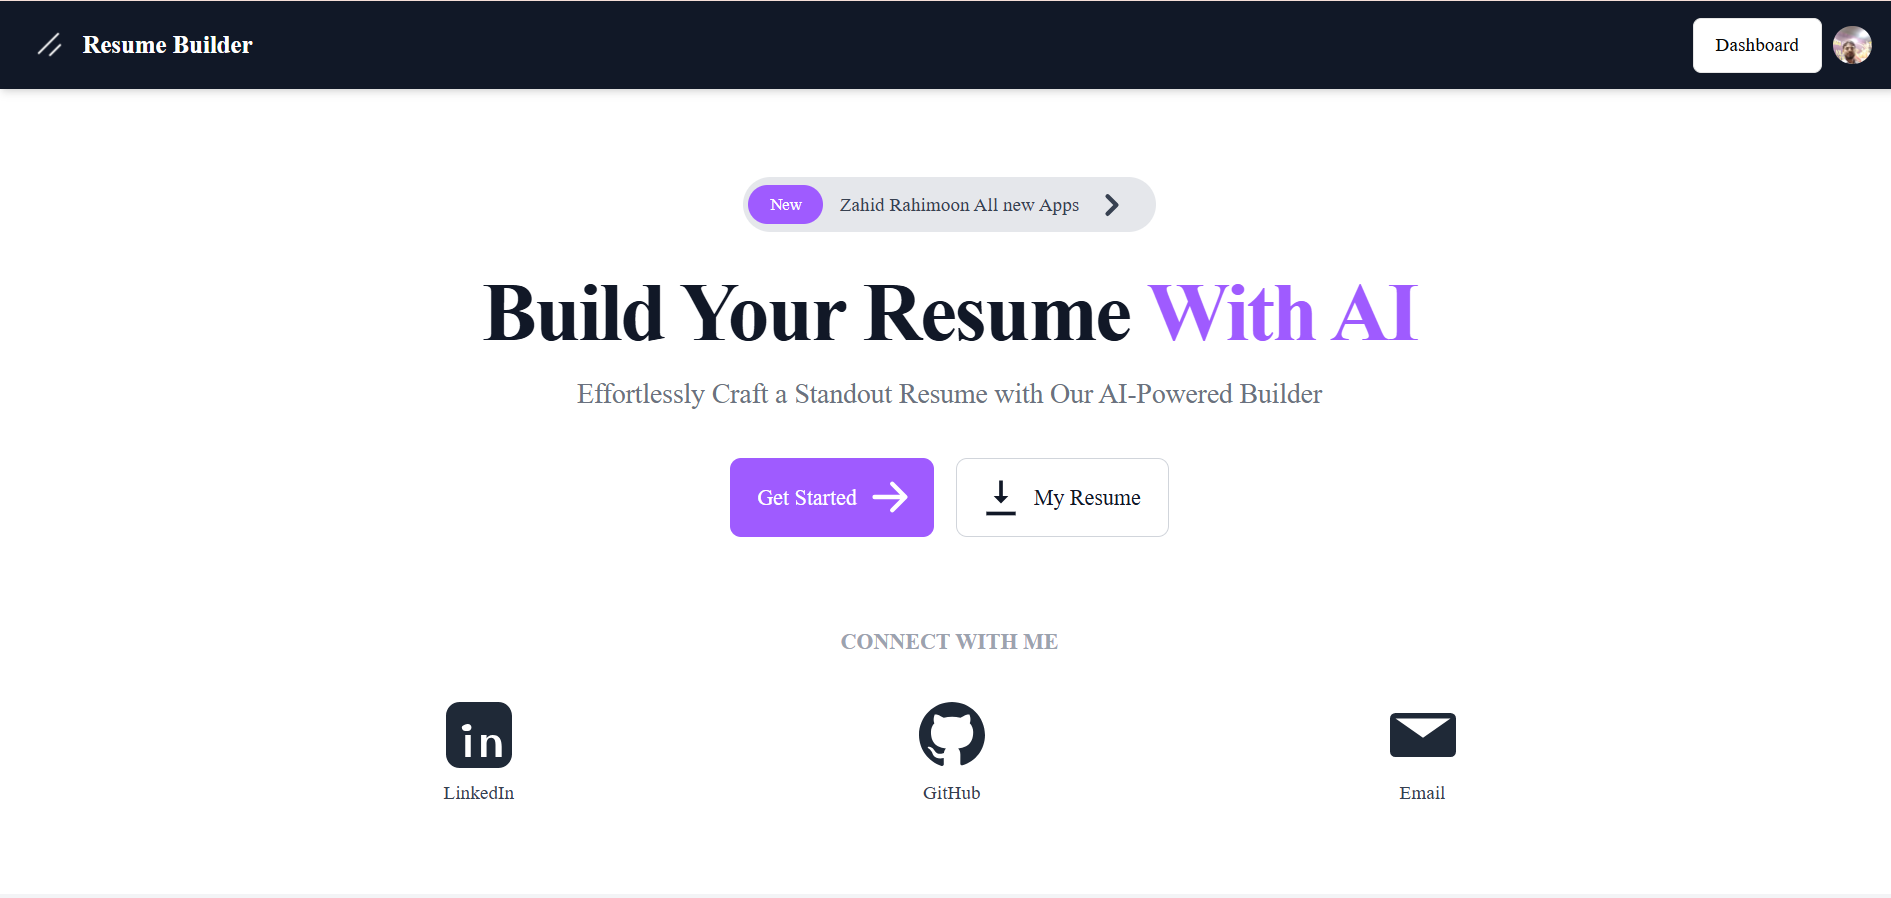 Resume Builder
Dashboard
New Zahid Rahimoon All new Apps
Build Your Resume With AI
Effortlessly Craft a Standout Resume with Our AI-Powered Builder
Get Started
My Resume
CONNECT WITH ME
in
LinkedIn
GitHub
Email